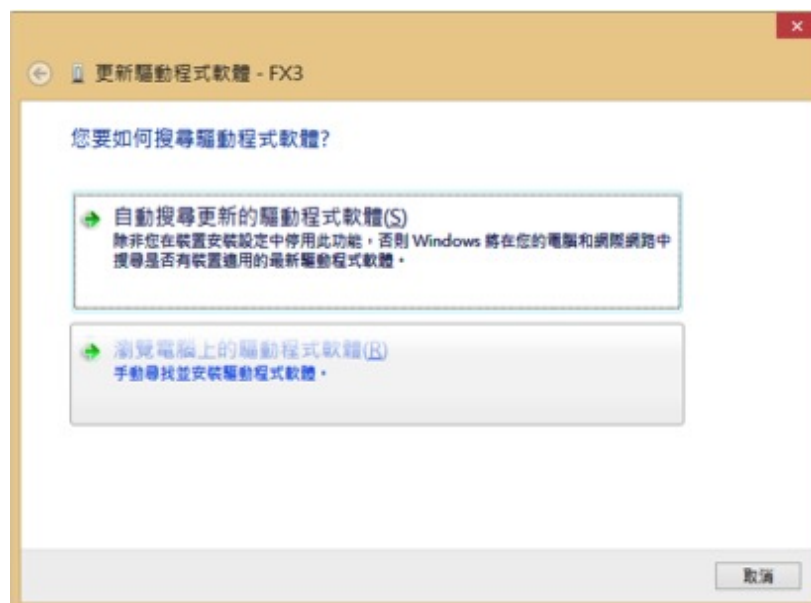 更新驅動程式軟體 - FX3
您要如何搜尋驅動程式軟體?
自動搜尋更新的驅動程式軟體(S)
除非您在裝置安裝設定中停用此功能，否則 Windows 將在您的電腦和網際網路中
搜尋是否有裝置適用的最新驅動程式軟體。
瀏覽電腦上的驅動程式軟體(R)
手動尋找並安裝驅動程式軟體。
取消